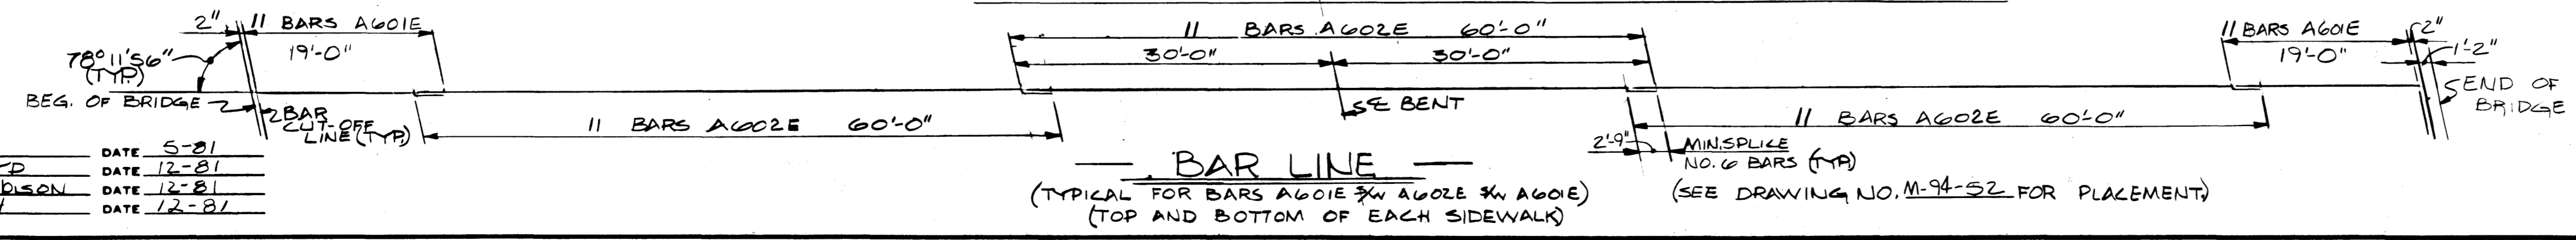 2" 11 BARS A601E
19'-0"
78° 11' 56"
(TYP.)
BEG. OF BRIDGE
BAR
CUT-OFF
LINE (TYP.)
11 BARS A602E 60'-0"
11 BARS A602E 60'-0"
30'-0" 30'-0"
℄ BENT
11 BARS A601E 2"
19'-0" 1'-2"
END OF
BRIDGE
11 BARS A602E 60'-0"
2'-9" MIN. SPLICE
NO. 6 BARS (TYP.)
DATE 5-81
DATE 12-81
DATE 12-81
DATE 12-81
BAR LINE
(TYPICAL FOR BARS A601E S/W A602E S/W A601E)
(TOP AND BOTTOM OF EACH SIDEWALK)
(SEE DRAWING NO. M-94-52 FOR PLACEMENT)